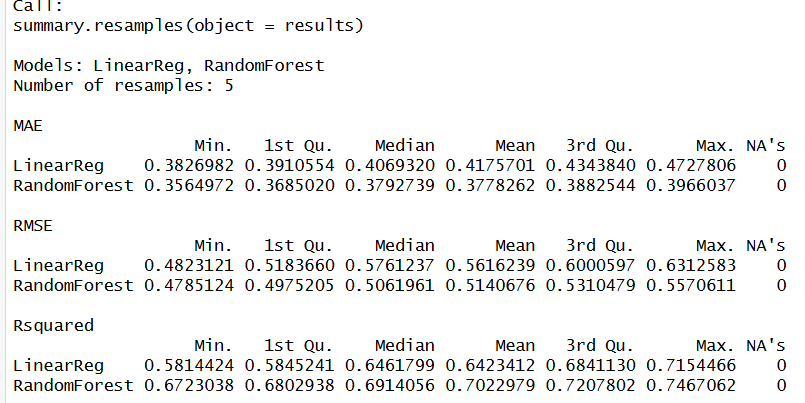 Call:
summary.resamples(object = results)
Models: LinearReg, RandomForest
Number of resamples: 5
MAE
Min. 1st Qu. Median Mean 3rd Qu. Max. NA's
LinearReg 0.3826982 0.3910554 0.4069320 0.4175701 0.4343840 0.4727806 0
RandomForest 0.3564972 0.3685020 0.3792739 0.3778262 0.3882544 0.3966037 0
RMSE
Min. 1st Qu. Median Mean 3rd Qu. Max. NA's
LinearReg 0.4823121 0.5183660 0.5761237 0.5616239 0.6000597 0.6312583 0
RandomForest 0.4785124 0.4975205 0.5061961 0.5140676 0.5310479 0.5570611 0
Rsquared
Min. 1st Qu. Median Mean 3rd Qu. Max. NA's
LinearReg 0.5814424 0.5845241 0.6461799 0.6423412 0.6841130 0.7154466 0
RandomForest 0.6723038 0.6802938 0.6914056 0.7022979 0.7207802 0.7467062 0